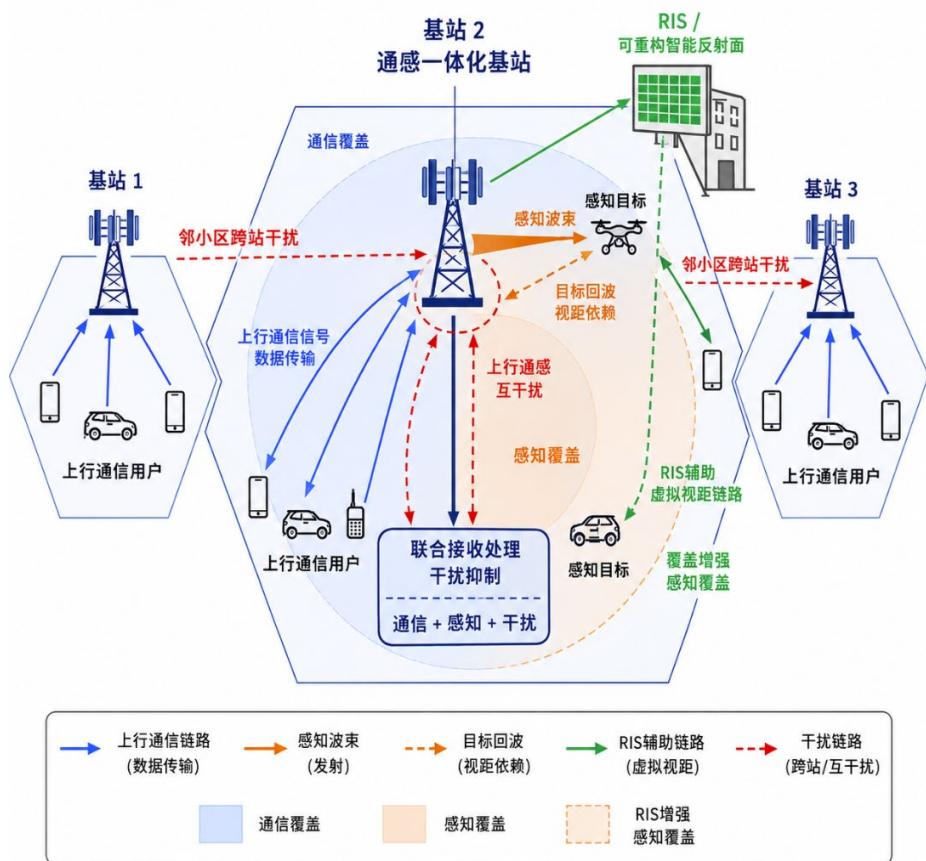 基站 2
通感一体化基站
RIS /
可重构智能反射面
通信覆盖
基站 1
基站 3
感知目标
感知波束
邻小区跨站干扰
邻小区跨站干扰
目标回波
视距依赖
上行通信信号
数据传输
上行通感
互干扰
感知覆盖
上行通信用户
上行通信用户
RIS辅助
虚拟视距链路
上行通信用户
联合接收处理
干扰抑制
通信 + 感知 + 干扰
感知目标
覆盖增强
感知覆盖
上行通信链路
(数据传输)
感知波束
(发射)
目标回波
(视距依赖)
RIS辅助链路
(虚拟视距)
干扰链路
(跨站/互干扰)
通信覆盖
感知覆盖
RIS增强
感知覆盖